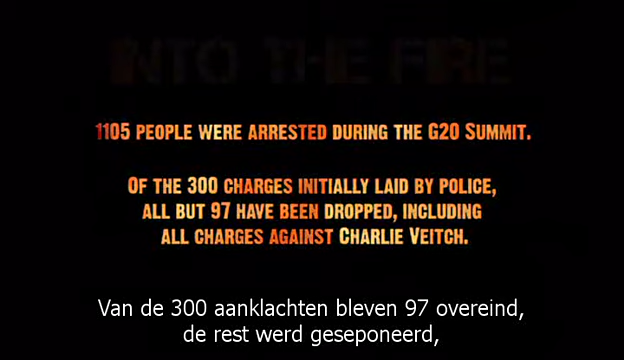 INTO THE FIRE
1105 PEOPLE WERE ARRESTED DURING THE G20 SUMMIT.
OF THE 300 CHARGES INITIALLY LAID BY POLICE,
ALL BUT 97 HAVE BEEN DROPPED, INCLUDING
ALL CHARGES AGAINST CHARLIE VEITCH.
Van de 300 aanklachten bleven 97 overeind,
de rest werd geseponeerd,